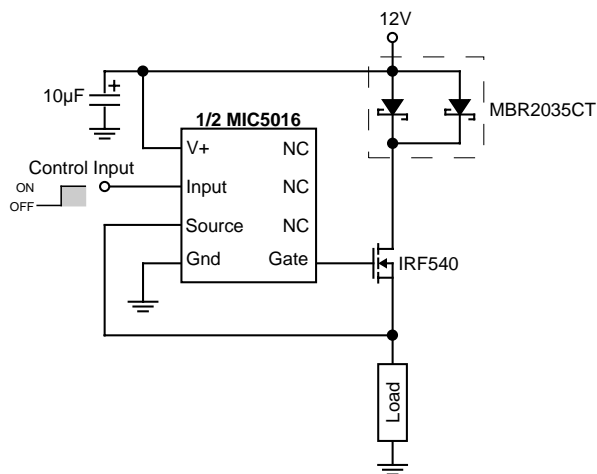 12V
10µF
+
MBR2035CT
1/2 MIC5016
V+ NC
Control Input
ON
OFF
Input NC
Source NC
Gnd Gate
IRF540
Load